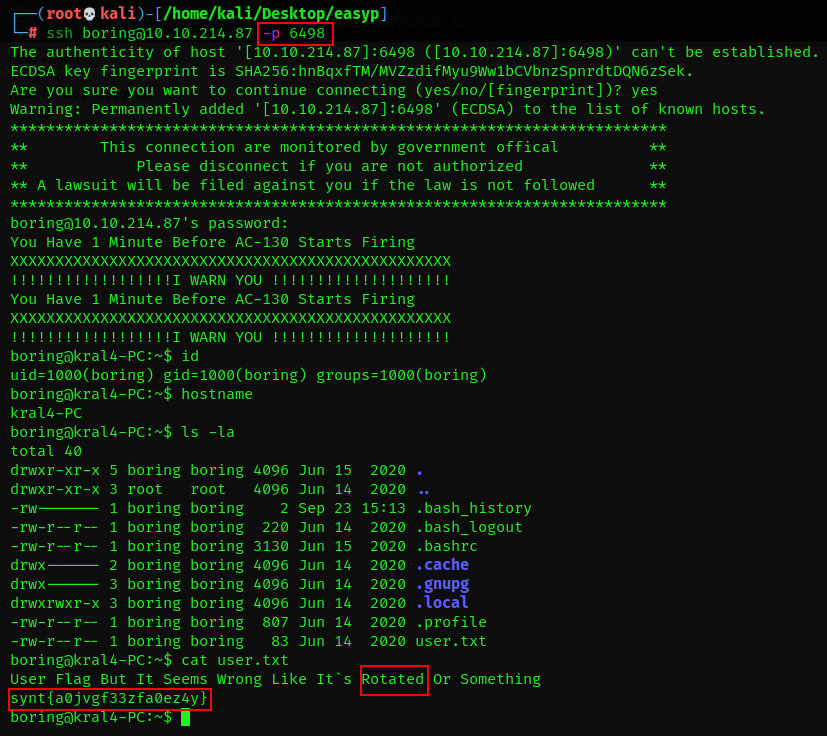 ┌──(root💀kali)-[/home/kali/Desktop/easyp]
└─# ssh boring@10.10.214.87 -p 6498
The authenticity of host '[10.10.214.87]:6498 ([10.10.214.87]:6498)' can't be established.
ECDSA key fingerprint is SHA256:hnBqxfTM/MVZzdifMyu9Ww1bCVbnzSpnrdtDQN6zSek.
Are you sure you want to continue connecting (yes/no/[fingerprint])? yes
Warning: Permanently added '[10.10.214.87]:6498' (ECDSA) to the list of known hosts.
*************************************************************************
**        This connection are monitored by government offical          **
**            Please disconnect if you are not authorized              **
** A lawsuit will be filed against you if the law is not followed      **
*************************************************************************
boring@10.10.214.87's password:
You Have 1 Minute Before AC-130 Starts Firing
XXXXXXXXXXXXXXXXXXXXXXXXXXXXXXXXXXXXXXXXXXXXXXXXX
!!!!!!!!!!!!!!!!!!I WARN YOU !!!!!!!!!!!!!!!!!!!!
You Have 1 Minute Before AC-130 Starts Firing
XXXXXXXXXXXXXXXXXXXXXXXXXXXXXXXXXXXXXXXXXXXXXXXXX
!!!!!!!!!!!!!!!!!!I WARN YOU !!!!!!!!!!!!!!!!!!!!
boring@kral4-PC:~$ id
uid=1000(boring) gid=1000(boring) groups=1000(boring)
boring@kral4-PC:~$ hostname
kral4-PC
boring@kral4-PC:~$ ls -la
total 40
drwxr-xr-x 5 boring boring 4096 Jun 15  2020 .
drwxr-xr-x 3 root   root   4096 Jun 14  2020 ..
-rw------- 1 boring boring    2 Sep 23 15:13 .bash_history
-rw-r--r-- 1 boring boring  220 Jun 14  2020 .bash_logout
-rw-r--r-- 1 boring boring 3130 Jun 15  2020 .bashrc
drwx------ 2 boring boring 4096 Jun 14  2020 .cache
drwx------ 3 boring boring 4096 Jun 14  2020 .gnupg
drwxrwxr-x 3 boring boring 4096 Jun 14  2020 .local
-rw-r--r-- 1 boring boring  807 Jun 14  2020 .profile
-rw-r--r-- 1 boring boring   83 Jun 14  2020 user.txt
boring@kral4-PC:~$ cat user.txt
User Flag But It Seems Wrong Like It`s Rotated Or Something
synt{a0jvgf33zfa0ez4y}
boring@kral4-PC:~$